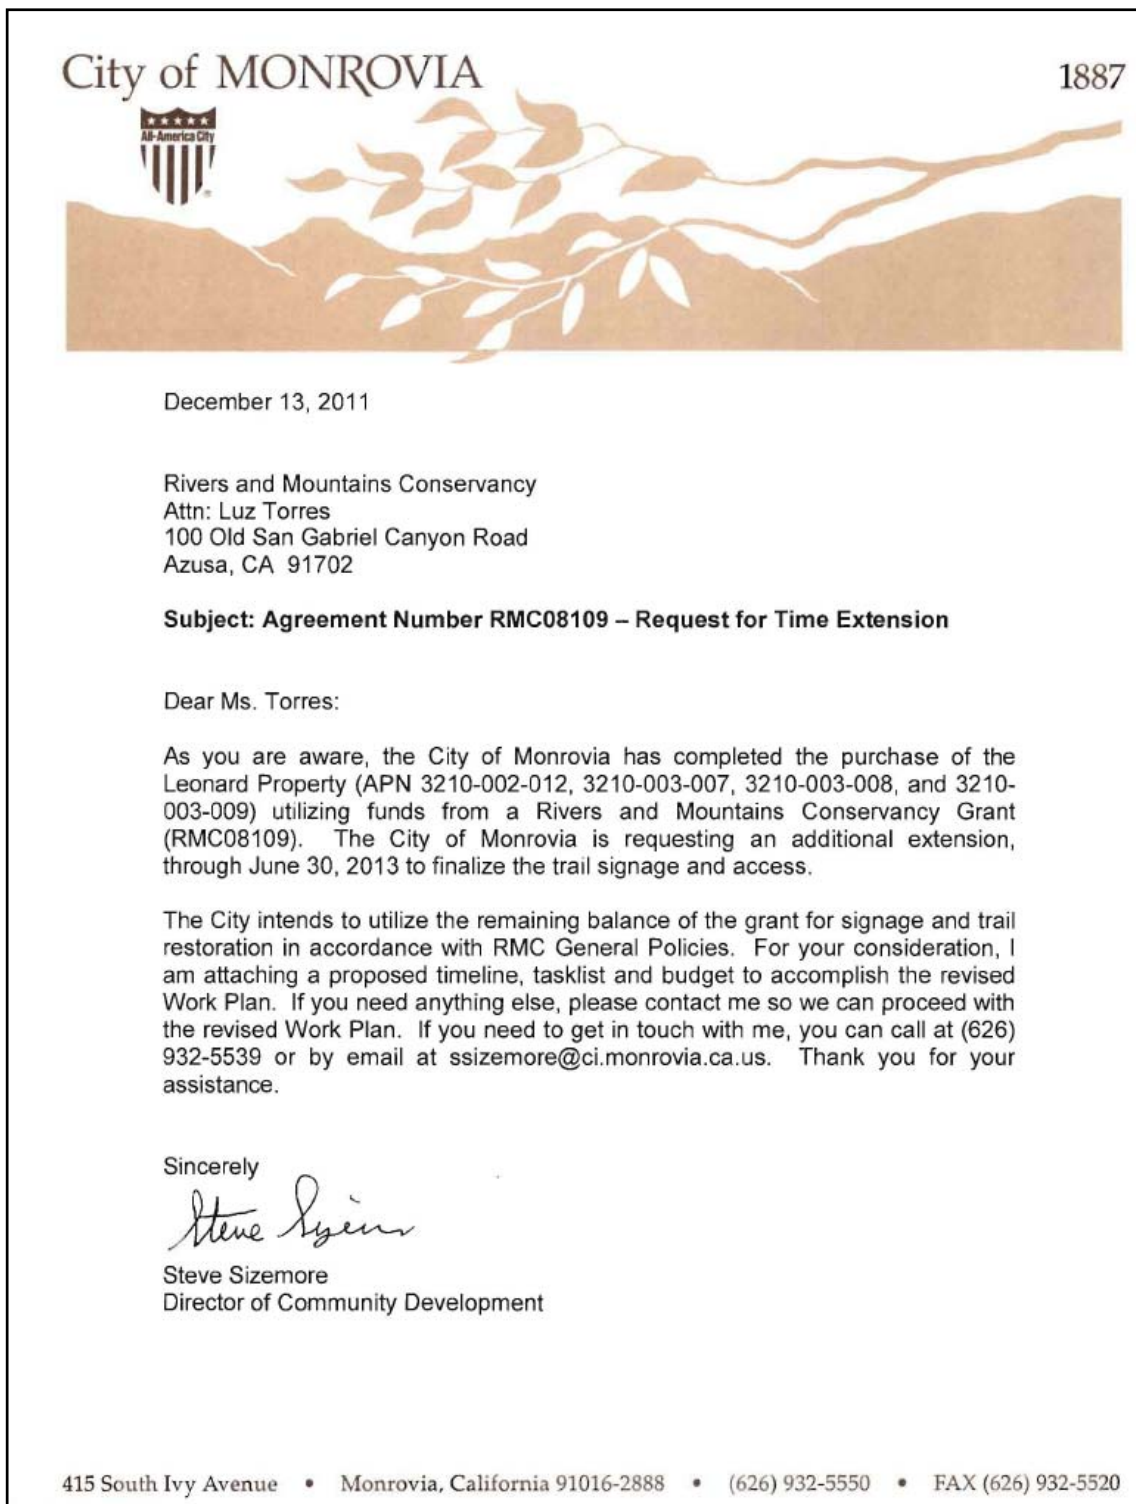 City of MONROVIA
1887
All-America City
December 13, 2011
Rivers and Mountains Conservancy
Attn: Luz Torres
100 Old San Gabriel Canyon Road
Azusa, CA  91702
Subject: Agreement Number RMC08109 – Request for Time Extension
Dear Ms. Torres:
As you are aware, the City of Monrovia has completed the purchase of the
Leonard Property (APN 3210-002-012, 3210-003-007, 3210-003-008, and 3210-
003-009) utilizing funds from a Rivers and Mountains Conservancy Grant
(RMC08109).  The City of Monrovia is requesting an additional extension,
through June 30, 2013 to finalize the trail signage and access.
The City intends to utilize the remaining balance of the grant for signage and trail
restoration in accordance with RMC General Policies.  For your consideration, I
am attaching a proposed timeline, tasklist and budget to accomplish the revised
Work Plan.  If you need anything else, please contact me so we can proceed with
the revised Work Plan.  If you need to get in touch with me, you can call at (626)
932-5539 or by email at ssizemore@ci.monrovia.ca.us.  Thank you for your
assistance.
Sincerely
Steve Sizemore
Director of Community Development
415 South Ivy Avenue • Monrovia, California 91016-2888 • (626) 932-5550 • FAX (626) 932-5520